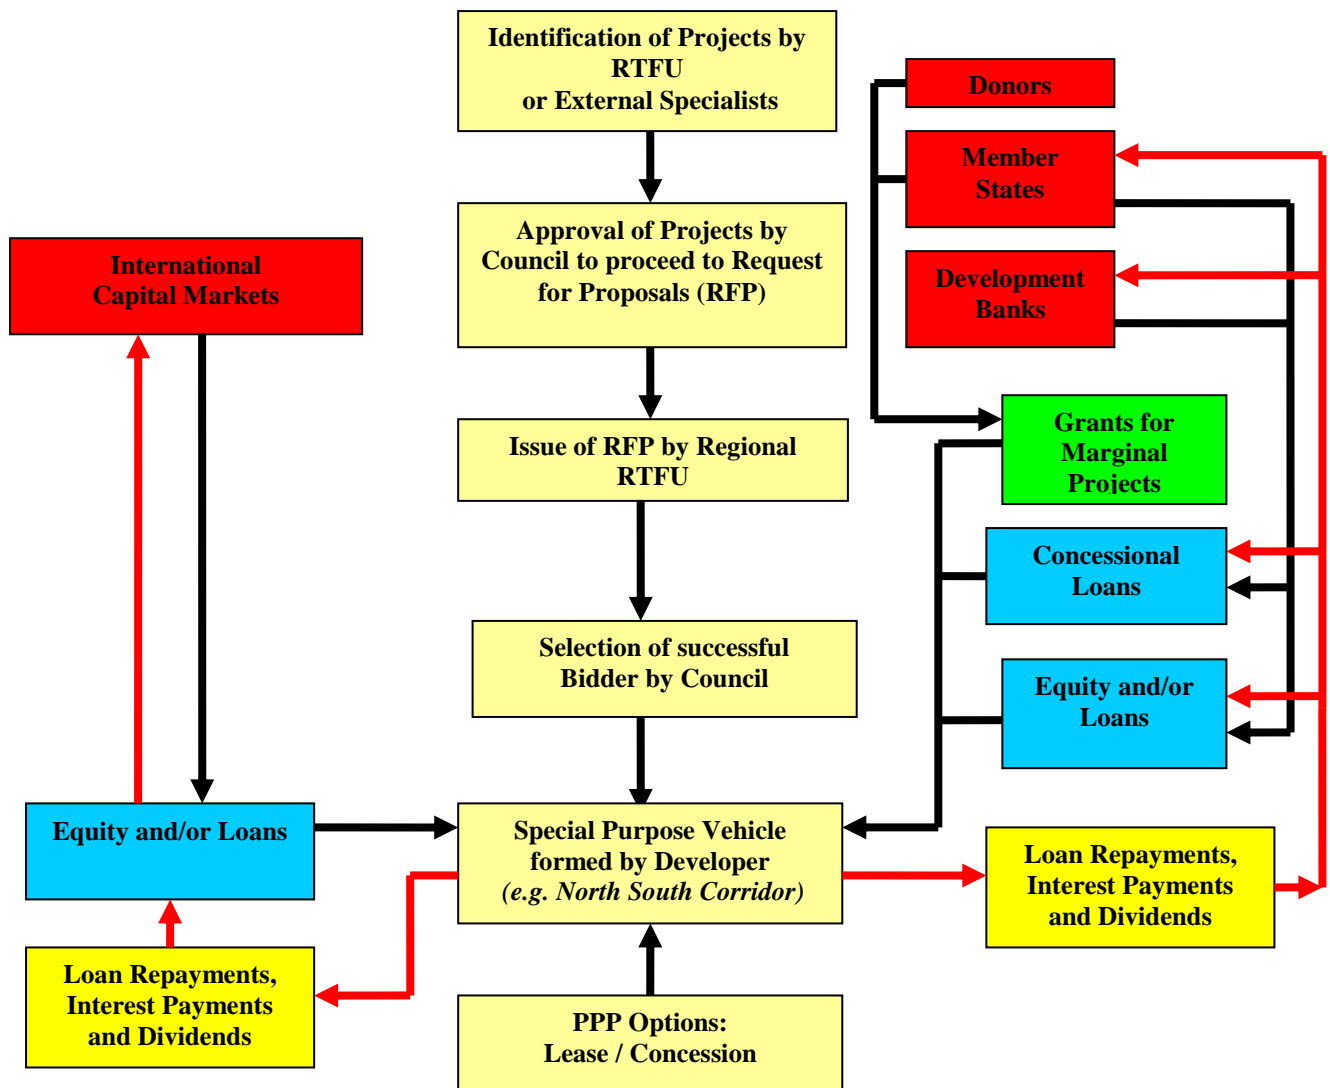 Identification of Projects by
RTFU
or External Specialists
Donors
Member
States
Approval of Projects by
Council to proceed to Request
for Proposals (RFP)
International
Capital Markets
Development
Banks
Grants for
Marginal
Projects
Issue of RFP by Regional
RTFU
Concessional
Loans
Selection of successful
Bidder by Council
Equity and/or
Loans
Equity and/or Loans
Special Purpose Vehicle
formed by Developer
(e.g. North South Corridor)
Loan Repayments,
Interest Payments
and Dividends
Loan Repayments,
Interest Payments
and Dividends
PPP Options:
Lease / Concession